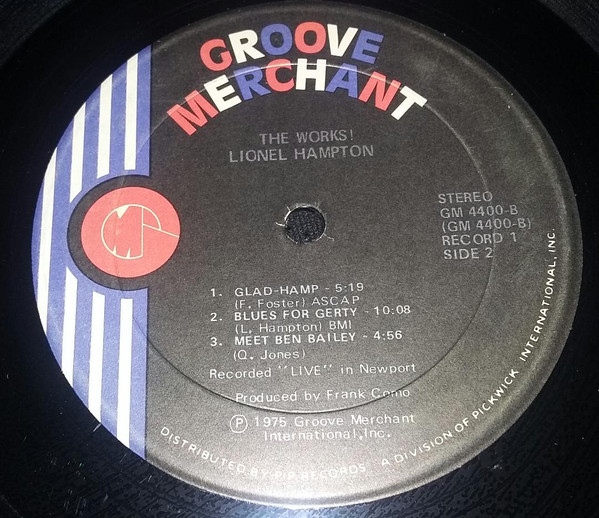 GROOVE
MERCHANT
THE WORKS!
LIONEL HAMPTON
STEREO
GM 4400-B
(GM 4400-B)
RECORD 1
SIDE 2
1. GLAD-HAMP - 5:19
(F. Foster) ASCAP
2. BLUES FOR GERTY - 10:08
(L. Hampton) BMI
3. MEET BEN BAILEY - 4:56
(Q. Jones)
Recorded "LIVE" in Newport
Produced by Frank Como
℗ 1975 Groove Merchant
International, Inc.
DISTRIBUTED BY PIP RECORDS · A DIVISION OF PICKWICK INTERNATIONAL, INC.